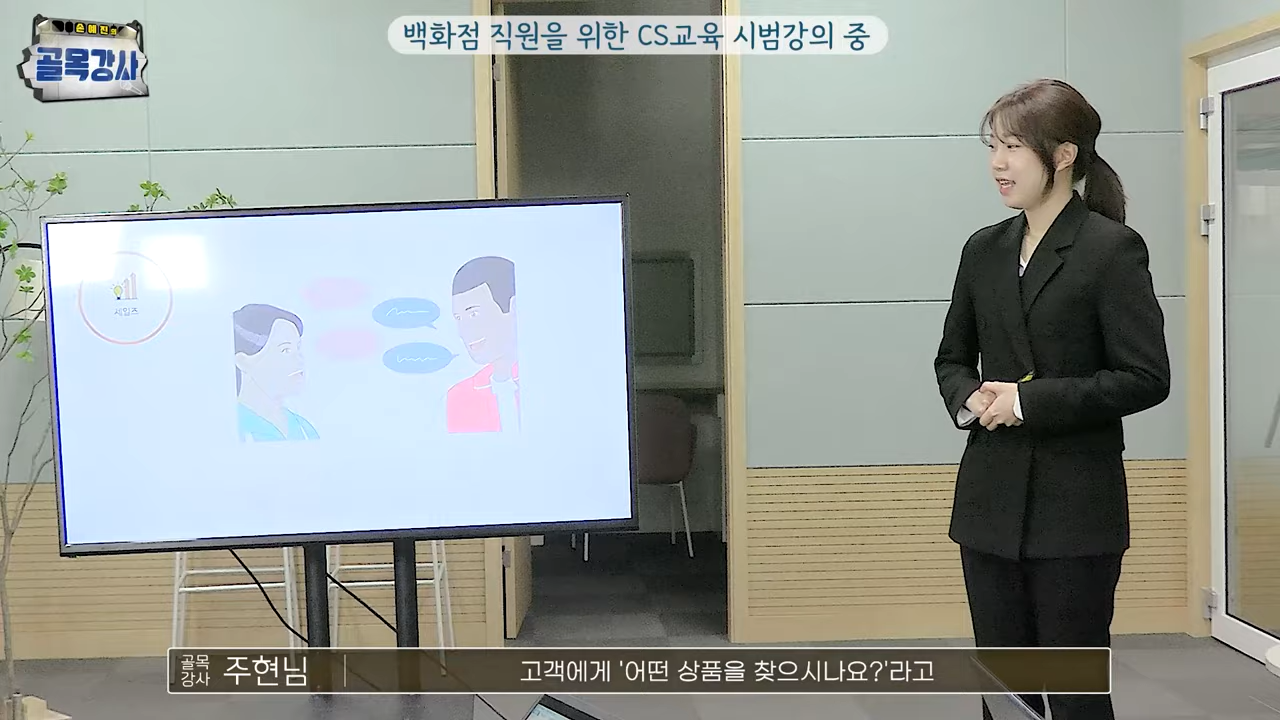 손예진의
골목강사
백화점 직원을 위한 CS교육 시범강의 중
세일즈
골목
강사
주현님
고객에게 '어떤 상품을 찾으시나요?'라고